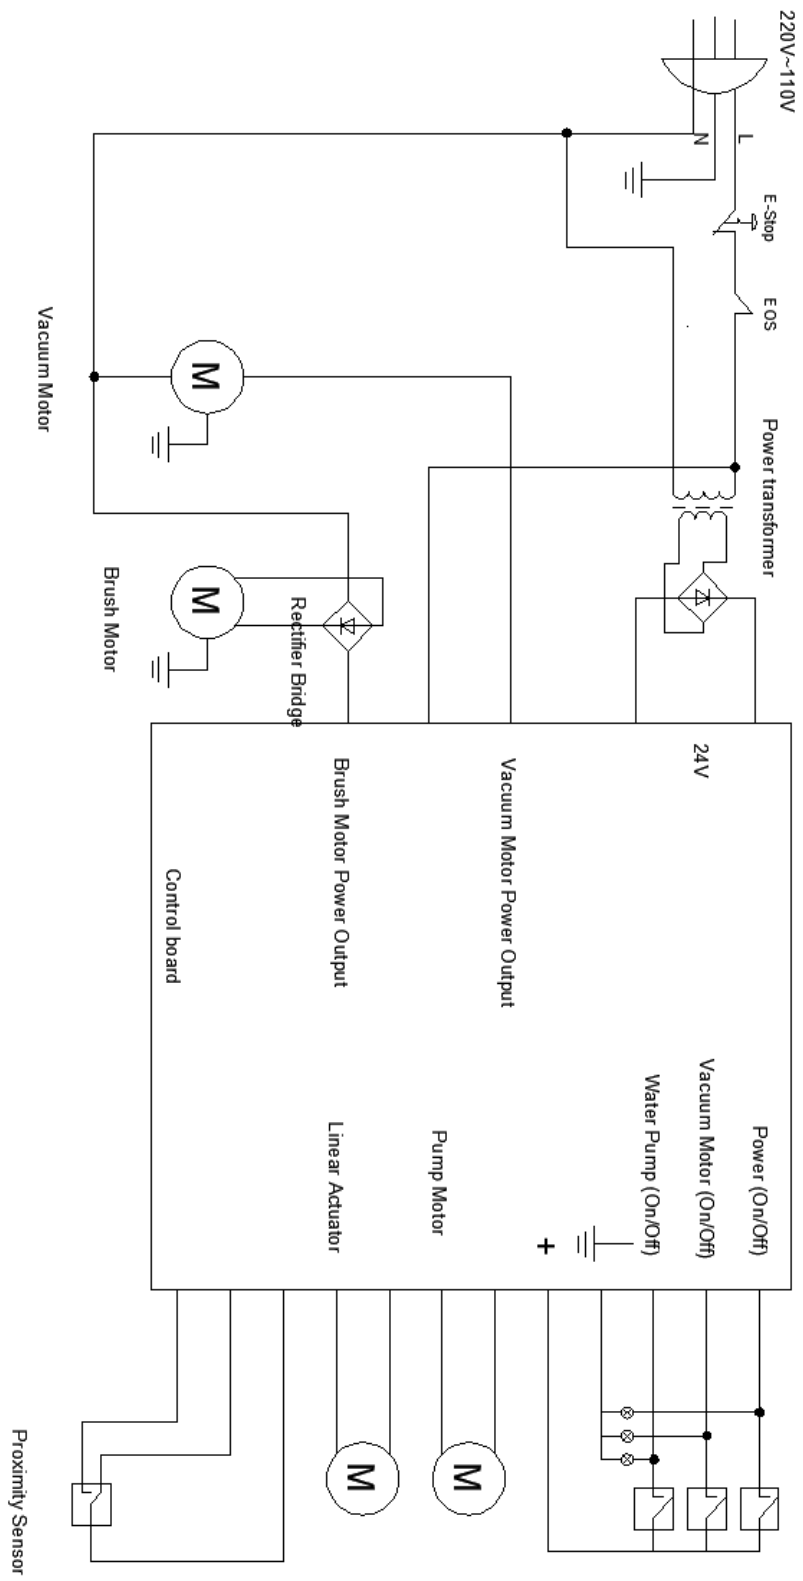 220V~110V
L
N
E-Stop
EOS
Power transformer
Vacuum Motor
M
Brush Motor
M
Rectifier Bridge
24V
Vacuum Motor Power Output
Brush Motor Power Output
Control board
Power (On/Off)
Vacuum Motor (On/Off)
Water Pump (On/Off)
+
Pump Motor
Linear Actuator
M
M
Proximity Sensor